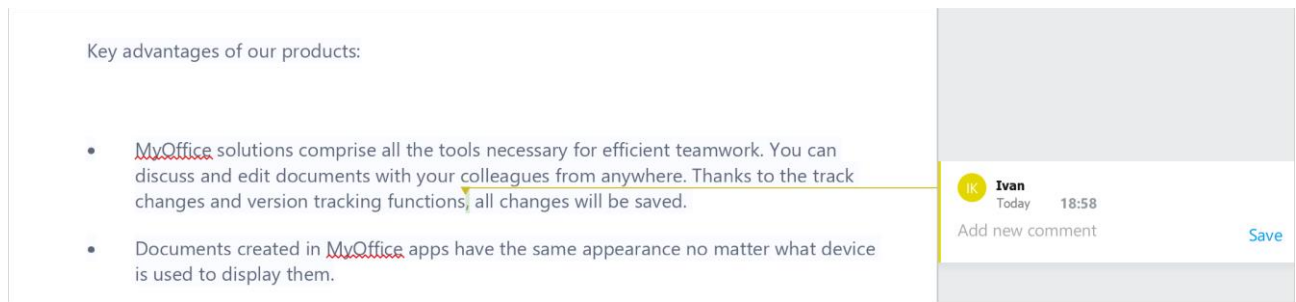 Key advantages of our products:
• MyOffice solutions comprise all the tools necessary for efficient teamwork. You can
discuss and edit documents with your colleagues from anywhere. Thanks to the track
changes and version tracking functions, all changes will be saved.
• Documents created in MyOffice apps have the same appearance no matter what device
is used to display them.
IK Ivan
Today 18:58
Add new comment
Save